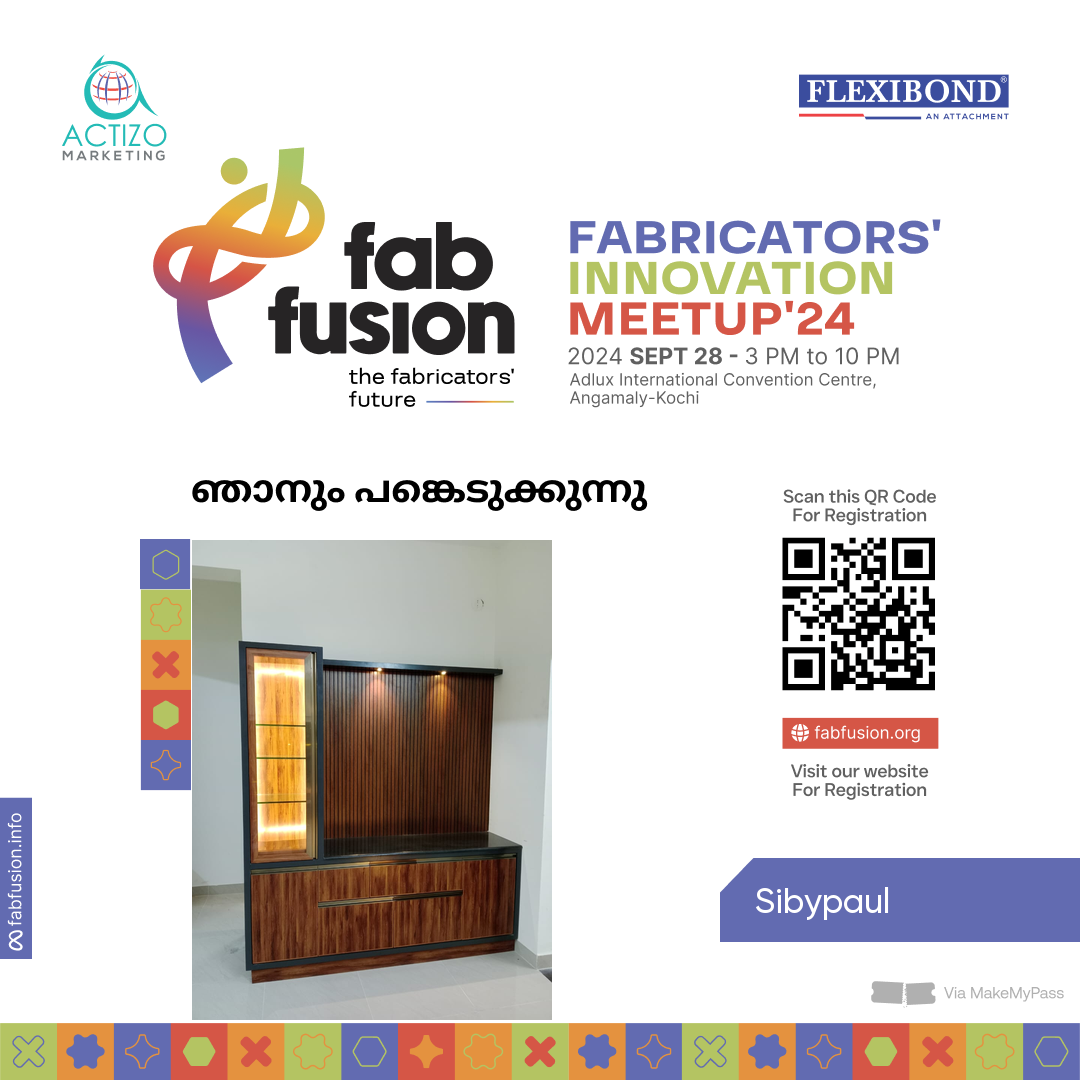 ACTIZO
MARKETING
FLEXIBOND®
AN ATTACHMENT
fab
fusion
the fabricators'
future
FABRICATORS'
INNOVATION
MEETUP'24
2024 SEPT 28 - 3 PM to 10 PM
Adlux International Convention Centre,
Angamaly-Kochi
ഞാനും പങ്കെടുക്കുന്നു
Scan this QR Code
For Registration
fabfusion.org
Visit our website
For Registration
fabfusion.info
Sibypaul
Via MakeMyPass